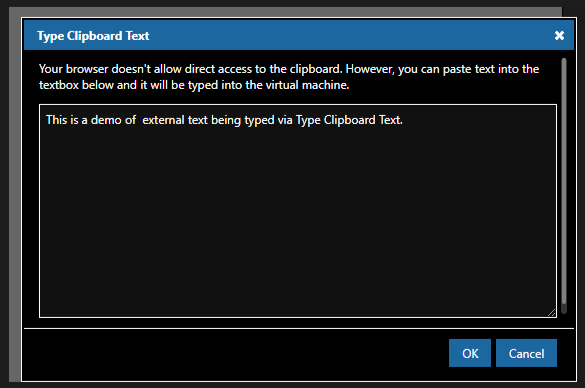 Type Clipboard Text
Your browser doesn't allow direct access to the clipboard. However, you can paste text into the
textbox below and it will be typed into the virtual machine.
This is a demo of  external text being typed via Type Clipboard Text.
OK Cancel